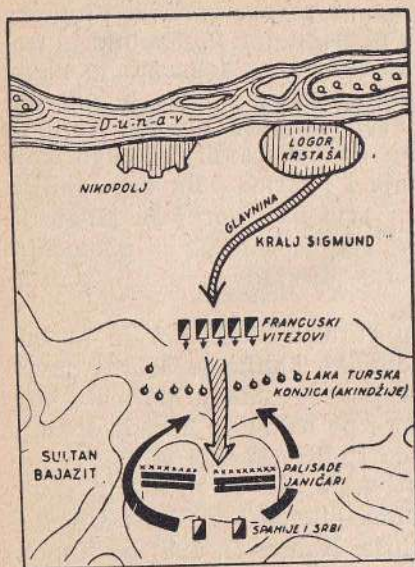 D-u-n-a-v
NIKOPOLJ
LOGOR
KRSTAŠA
GLAVNINA
KRALJ SIGMUND
FRANCUSKI
VITEZOVI
LAKA TURSKA
KONJICA (AKINDŽIJE)
SULTAN
BAJAZIT
PALISADE
JANIČARI
SPAHIJE I SRBI